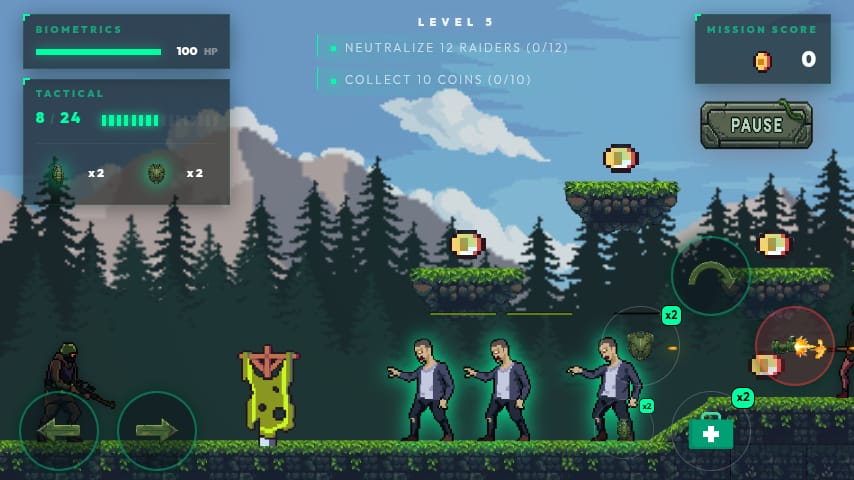 LEVEL 5
BIOMETRICS
100 HP
NEUTRALIZE 12 RAIDERS (0/12)
COLLECT 10 COINS (0/10)
MISSION SCORE
0
TACTICAL
8 / 24
x2
x2
PAUSE
x2
x2
x2